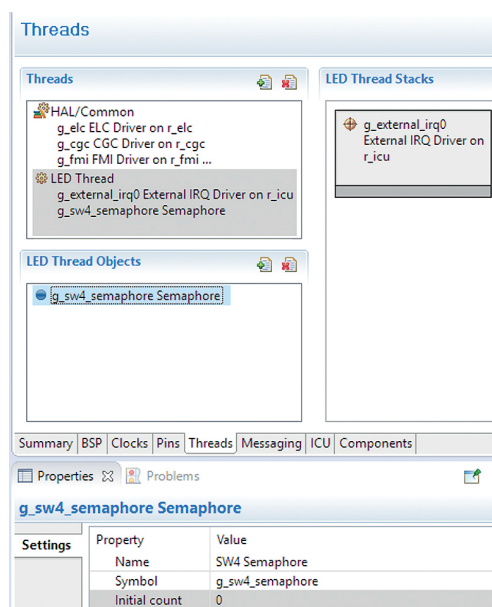 Threads
Threads
HAL/Common
g_elc ELC Driver on r_elc
g_cgc CGC Driver on r_cgc
g_fmi FMI Driver on r_fmi ...
LED Thread
g_external_irq0 External IRQ Driver on r_icu
g_sw4_semaphore Semaphore
LED Thread Stacks
g_external_irq0
External IRQ Driver on
r_icu
LED Thread Objects
g_sw4_semaphore Semaphore
Summary BSP Clocks Pins Threads Messaging ICU Components
Properties Problems
g_sw4_semaphore Semaphore
Settings
Property Value
Name SW4 Semaphore
Symbol g_sw4_semaphore
Initial count 0